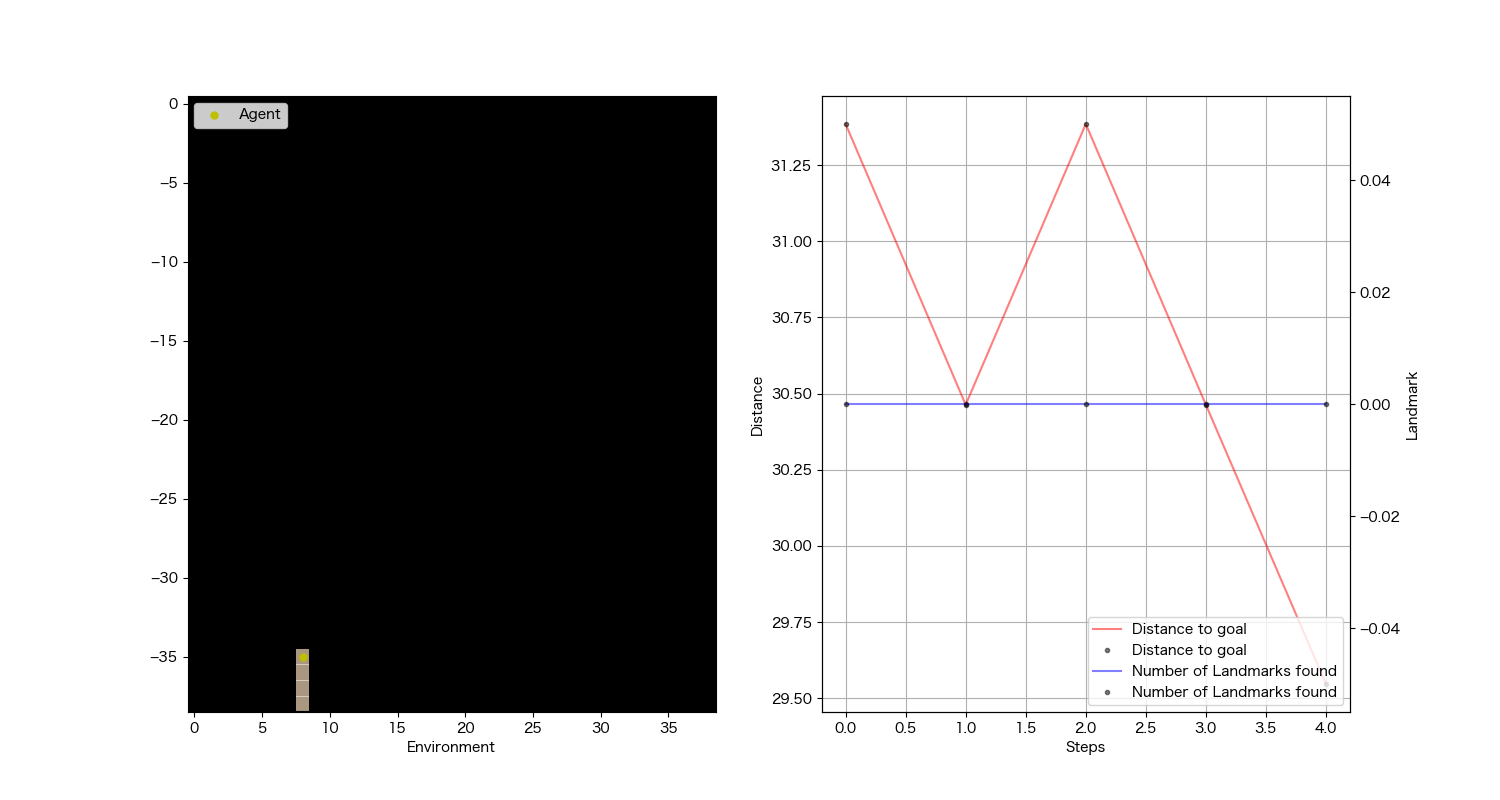 Agent
0
−5
−10
−15
−20
−25
−30
−35
0 5 10 15 20 25 30 35
Environment
31.25
31.00
30.75
30.50
30.25
30.00
29.75
29.50
Distance
0.04
0.02
0.00
−0.02
−0.04
Landmark
Distance to goal
Distance to goal
Number of Landmarks found
Number of Landmarks found
0.0 0.5 1.0 1.5 2.0 2.5 3.0 3.5 4.0
Steps